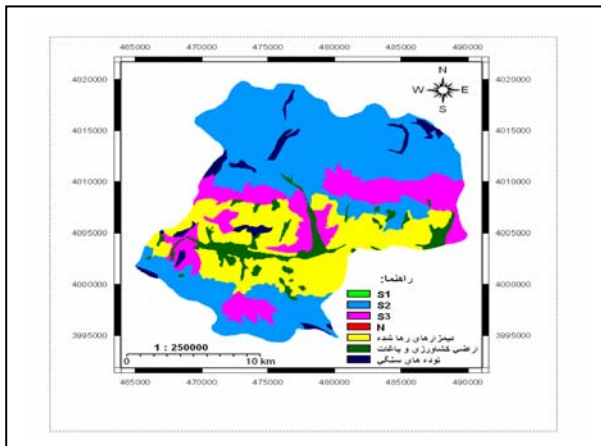 465000 470000 475000 480000 485000 490000
4020000 4020000
N
W E
S
4015000 4015000
4010000 4010000
4005000 4005000
4000000 4000000
راهنما:
S1
S2
S3
N
دیمزارهای رها شده
اراضی کشاورزی و باغات
توده های سنگی
3995000 3995000
1 : 250000
0 10 km
465000 470000 475000 480000 485000 490000